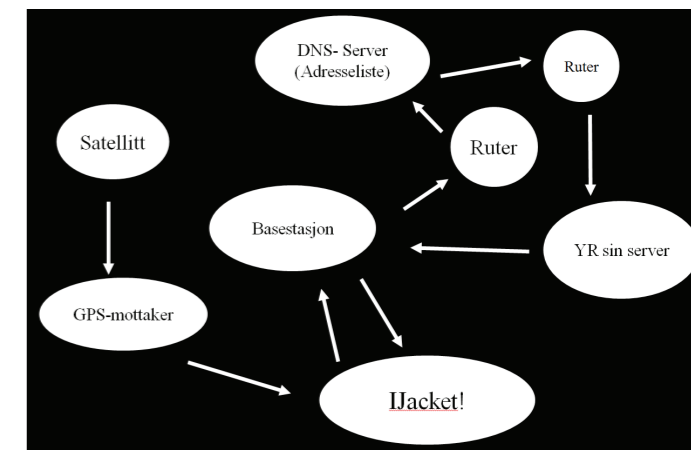 DNS- Server
(Adresseliste)
Ruter
Satellitt
Ruter
Basestasjon
YR sin server
GPS-mottaker
IJacket!